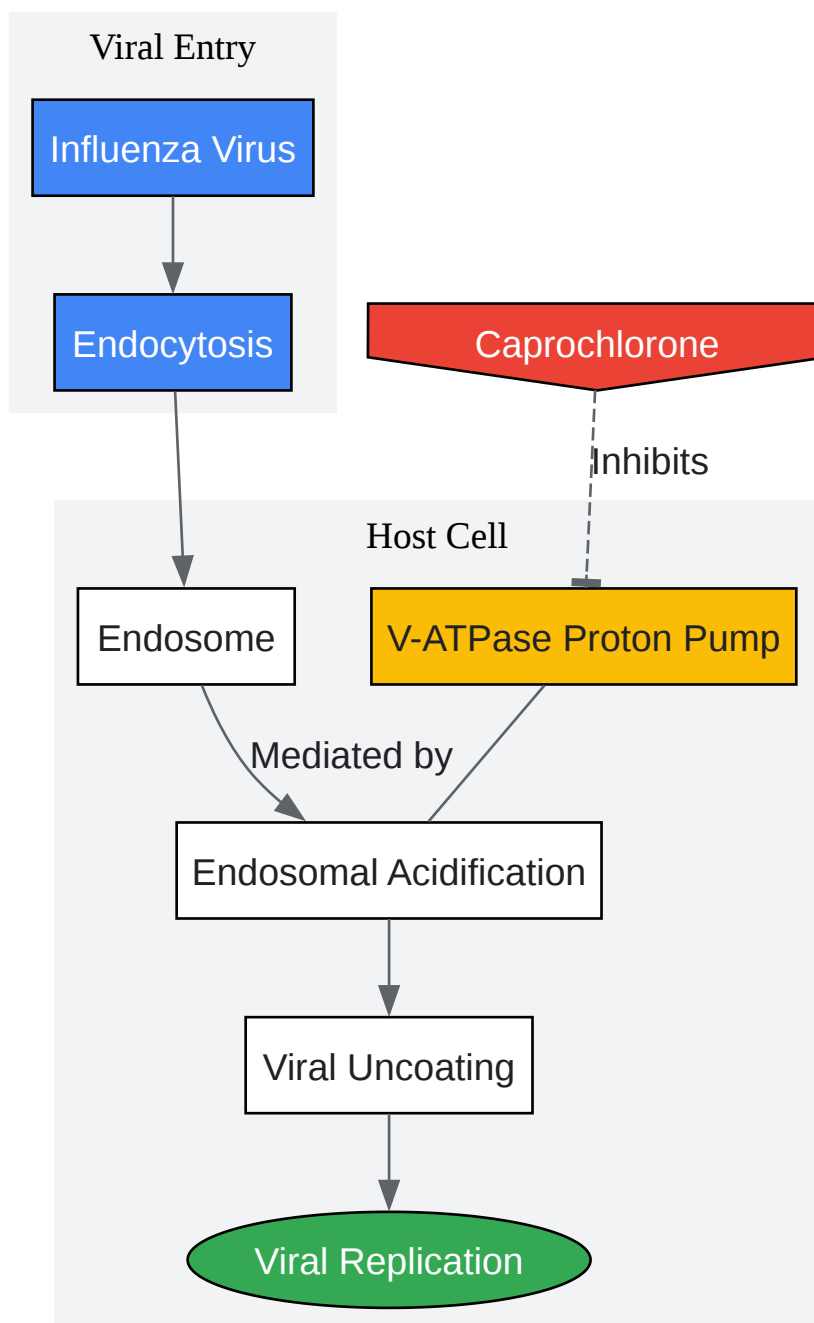 Viral Entry
Influenza Virus
Endocytosis
Caprochlorone
Inhibits
Host Cell
Endosome
V-ATPase Proton Pump
Mediated by
Endosomal Acidification
Viral Uncoating
Viral Replication